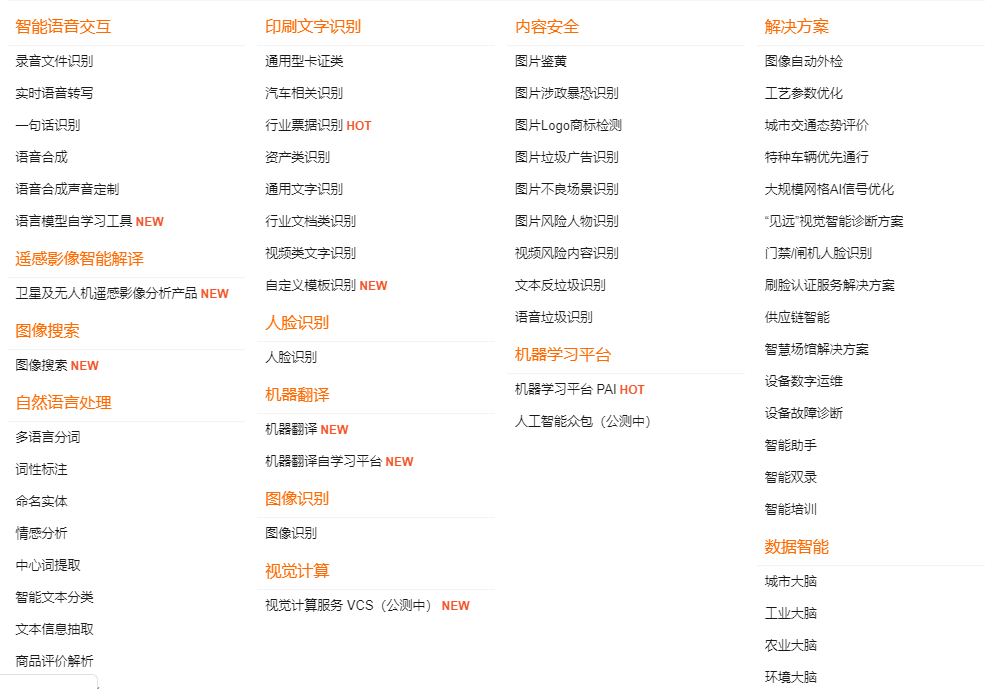 智能语音交互
录音文件识别
实时语音转写
一句话识别
语音合成
语音合成声音定制
语言模型自学习工具 NEW
遥感影像智能解译
卫星及无人机遥感影像分析产品 NEW
图像搜索
图像搜索 NEW
自然语言处理
多语言分词
词性标注
命名实体
情感分析
中心词提取
智能文本分类
文本信息抽取
商品评价解析
印刷文字识别
通用型卡证类
汽车相关识别
行业票据识别 HOT
资产类识别
通用文字识别
行业文档类识别
视频类文字识别
自定义模板识别 NEW
人脸识别
人脸识别
机器翻译
机器翻译 NEW
机器翻译自学习平台 NEW
图像识别
图像识别
视觉计算
视觉计算服务 VCS（公测中） NEW
内容安全
图片鉴黄
图片涉政暴恐识别
图片Logo商标检测
图片垃圾广告识别
图片不良场景识别
图片风险人物识别
视频风险内容识别
文本反垃圾识别
语音垃圾识别
机器学习平台
机器学习平台 PAI HOT
人工智能众包（公测中）
解决方案
图像自动外检
工艺参数优化
城市交通态势评价
特种车辆优先通行
大规模网格AI信号优化
“见远”视觉智能诊断方案
门禁/闸机人脸识别
刷脸认证服务解决方案
供应链智能
智慧场馆解决方案
设备数字运维
设备故障诊断
智能助手
智能双录
智能培训
数据智能
城市大脑
工业大脑
农业大脑
环境大脑